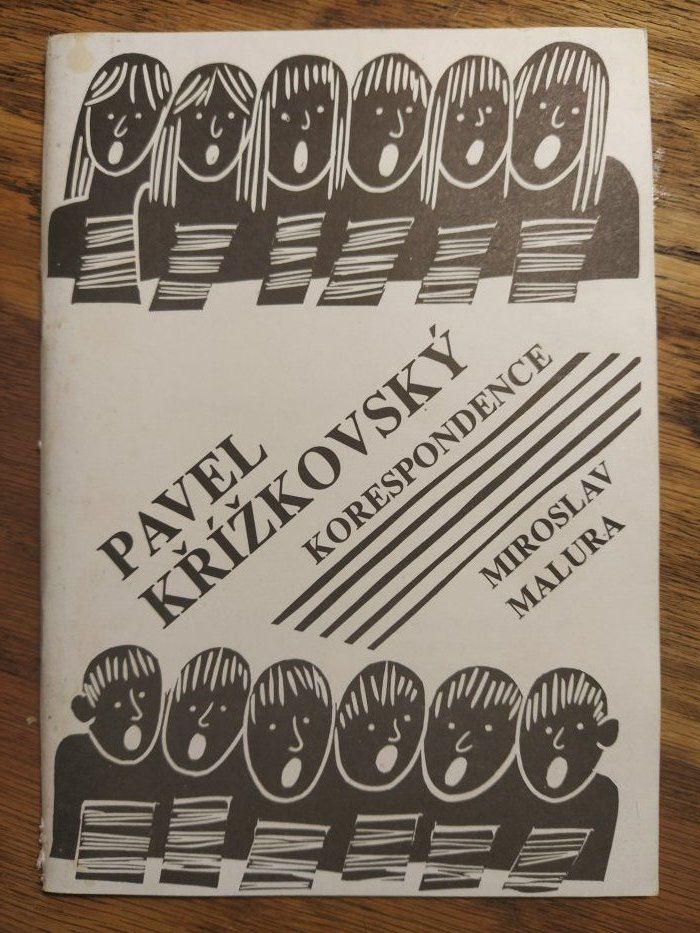 PAVEL
KŘÍŽKOVSKÝ
KORESPONDENCE
MIROSLAV
MALURA